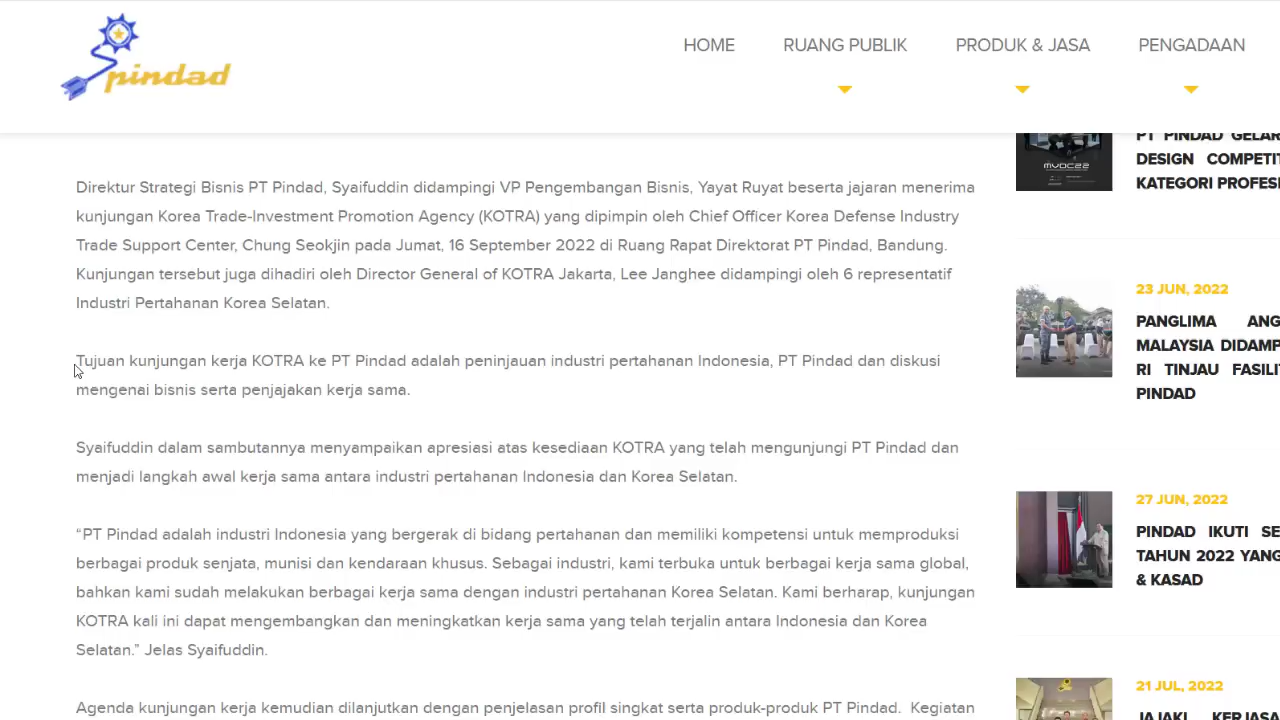 pindad
HOME
RUANG PUBLIK
PRODUK & JASA
PENGADAAN
Direktur Strategi Bisnis PT Pindad, Syaifuddin didampingi VP Pengembangan Bisnis, Yayat Ruyat beserta jajaran menerima
kunjungan Korea Trade-Investment Promotion Agency (KOTRA) yang dipimpin oleh Chief Officer Korea Defense Industry
Trade Support Center, Chung Seokjin pada Jumat, 16 September 2022 di Ruang Rapat Direktorat PT Pindad, Bandung.
Kunjungan tersebut juga dihadiri oleh Director General of KOTRA Jakarta, Lee Janghee didampingi oleh 6 representatif
Industri Pertahanan Korea Selatan.
Tujuan kunjungan kerja KOTRA ke PT Pindad adalah peninjauan industri pertahanan Indonesia, PT Pindad dan diskusi
mengenai bisnis serta penjajakan kerja sama.
Syaifuddin dalam sambutannya menyampaikan apresiasi atas kesediaan KOTRA yang telah mengunjungi PT Pindad dan
menjadi langkah awal kerja sama antara industri pertahanan Indonesia dan Korea Selatan.
“PT Pindad adalah industri Indonesia yang bergerak di bidang pertahanan dan memiliki kompetensi untuk memproduksi
berbagai produk senjata, munisi dan kendaraan khusus. Sebagai industri, kami terbuka untuk berbagai kerja sama global,
bahkan kami sudah melakukan berbagai kerja sama dengan industri pertahanan Korea Selatan. Kami berharap, kunjungan
KOTRA kali ini dapat mengembangkan dan meningkatkan kerja sama yang telah terjalin antara Indonesia dan Korea
Selatan.” Jelas Syaifuddin.
Agenda kunjungan kerja kemudian dilanjutkan dengan penjelasan profil singkat serta produk-produk PT Pindad. Kegiatan
MVOC22
PT PINDAD GELAR
DESIGN COMPETIT
KATEGORI PROFESI
23 JUN, 2022
PANGLIMA ANG
MALAYSIA DIDAMP
RI TINJAU FASILI
PINDAD
27 JUN, 2022
PINDAD IKUTI SE
TAHUN 2022 YANG
& KASAD
21 JUL, 2022
JAJAKI KERJASA